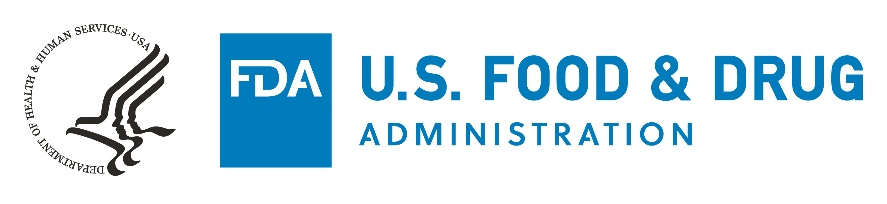 DEPARTMENT OF HEALTH & HUMAN SERVICES·USA
FDA
U.S. FOOD & DRUG
ADMINISTRATION